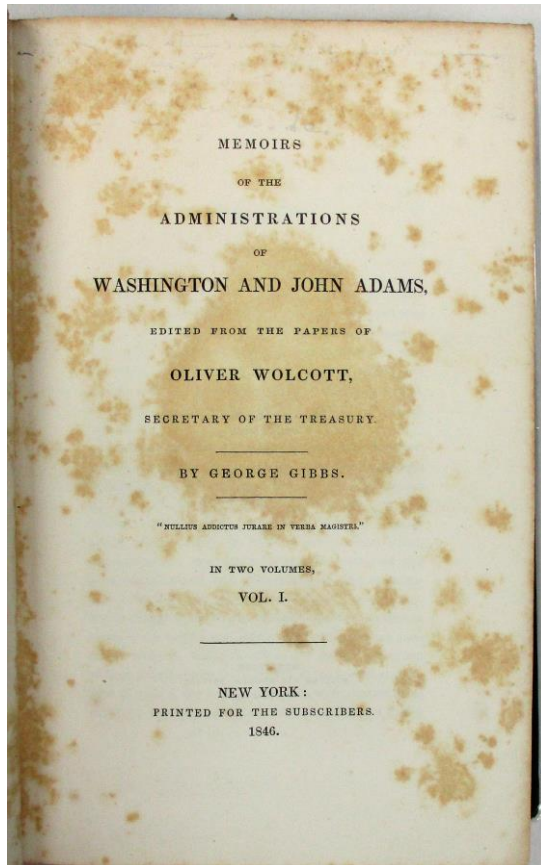 MEMOIRS
OF THE
ADMINISTRATIONS
OF
WASHINGTON AND JOHN ADAMS,
EDITED FROM THE PAPERS OF
OLIVER WOLCOTT,
SECRETARY OF THE TREASURY.
BY GEORGE GIBBS.
"NULLIUS ADDICTUS JURARE IN VERBA MAGISTRI."
IN TWO VOLUMES,
VOL. I.
NEW YORK:
PRINTED FOR THE SUBSCRIBERS.
1846.